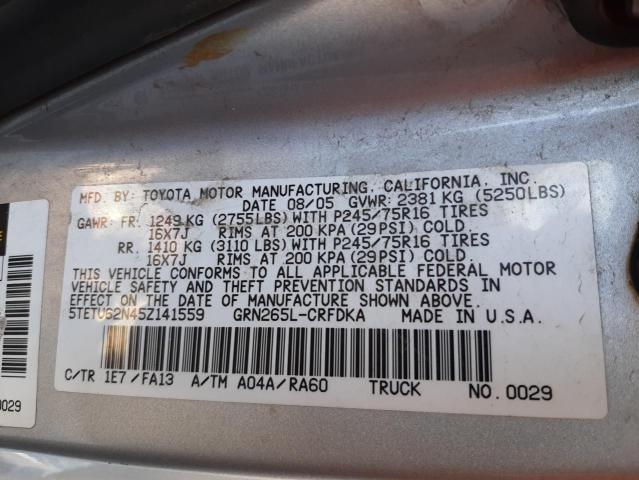 MFD. BY: TOYOTA MOTOR MANUFACTURING, CALIFORNIA, INC.
DATE 08/05 GVWR: 2381 KG (5250LBS)
GAWR: FR. 1249 KG (2755LBS) WITH P245/75R16 TIRES
16X7J RIMS AT 200 KPA (29PSI) COLD.
RR. 1410 KG (3110 LBS) WITH P245/75R16 TIRES
16X7J RIMS AT 200 KPA (29PSI) COLD.
THIS VEHICLE CONFORMS TO ALL APPLICABLE FEDERAL MOTOR
VEHICLE SAFETY AND THEFT PREVENTION STANDARDS IN
EFFECT ON THE DATE OF MANUFACTURE SHOWN ABOVE.
5TETU62N45Z141559 GRN265L-CRFDKA MADE IN U.S.A.
C/TR 1E7/FA13 A/TM A04A/RA60 TRUCK NO. 0029
0029